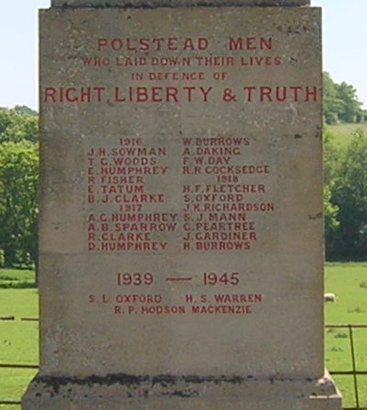 POLSTEAD MEN
WHO LAID DOWN THEIR LIVES
IN DEFENCE OF
RIGHT, LIBERTY & TRUTH
1916
J. H. SOWMAN
T. G. WOODS
E. HUMPHREY
R. FISHER
E. TATUM
B. J. CLARKE
1917
A. G. HUMPHREY
A. B. SPARROW
R. CLARKE
D. HUMPHREY
W. BURROWS
A. DAKING
F. W. DAY
R. R. COCKSEDGE
1918
H. F. FLETCHER
S. OXFORD
J. K. RICHARDSON
S. J. MANN
C. PEARTREE
J. GARDINER
H. BURROWS
1939 — 1945
S. L. OXFORD H. S. WARREN
R. P. HODSON MACKENZIE